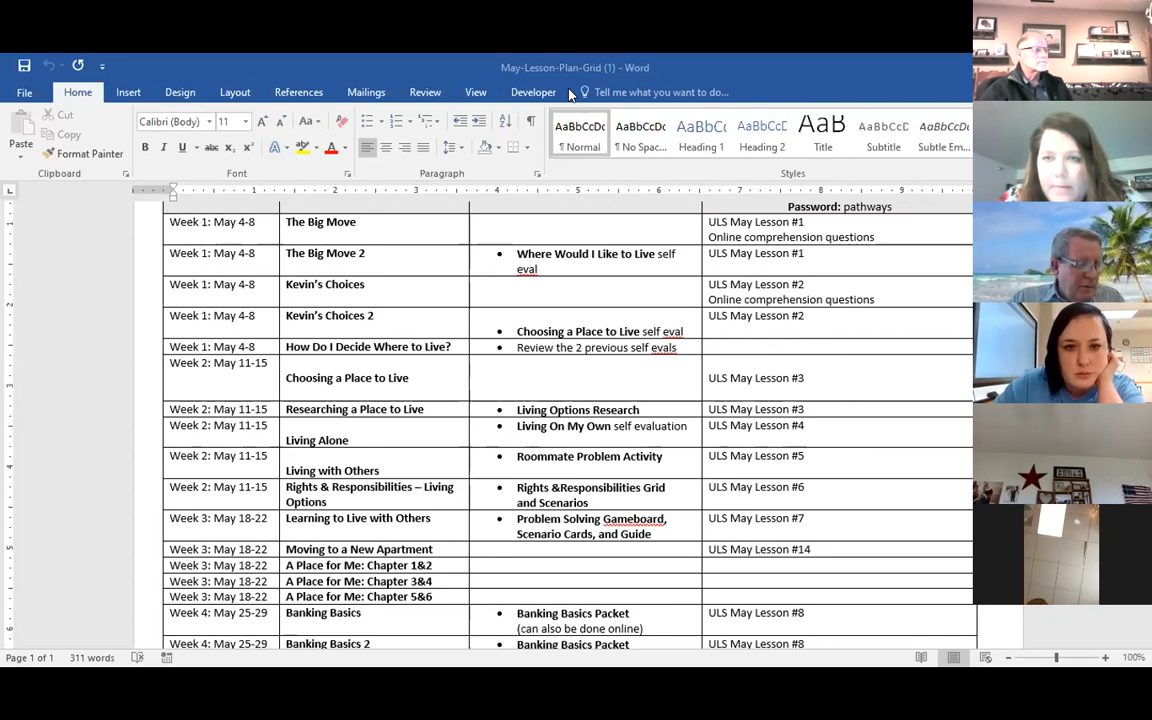 May-Lesson-Plan-Grid (1) - Word
File Home Insert Design Layout References Mailings Review View Developer Tell me what you want to do...
Paste
Cut
Copy
Format Painter
Calibri (Body) 11
AaBbCcDc AaBbCcDc AaBbCc AaBbCcC AaB AaBbCcD AaBbCcDc
¶ Normal ¶ No Spac... Heading 1 Heading 2 Title Subtitle Subtle Em...
Clipboard Font Paragraph Styles
1 2 3 4 5 6 7 8 9
Password: pathways
Week 1: May 4-8 The Big Move ULS May Lesson #1
Online comprehension questions
Week 1: May 4-8 The Big Move 2 • Where Would I Like to Live self ULS May Lesson #1
eval
Week 1: May 4-8 Kevin's Choices ULS May Lesson #2
Online comprehension questions
Week 1: May 4-8 Kevin's Choices 2 ULS May Lesson #2
• Choosing a Place to Live self eval
Week 1: May 4-8 How Do I Decide Where to Live? • Review the 2 previous self evals
Week 2: May 11-15
Choosing a Place to Live ULS May Lesson #3
Week 2: May 11-15 Researching a Place to Live • Living Options Research ULS May Lesson #3
Week 2: May 11-15 • Living On My Own self evaluation ULS May Lesson #4
Living Alone
Week 2: May 11-15 • Roommate Problem Activity ULS May Lesson #5
Living with Others
Week 2: May 11-15 Rights & Responsibilities – Living • Rights &Responsibilities Grid ULS May Lesson #6
Options and Scenarios
Week 3: May 18-22 Learning to Live with Others • Problem Solving Gameboard, ULS May Lesson #7
Scenario Cards, and Guide
Week 3: May 18-22 Moving to a New Apartment ULS May Lesson #14
Week 3: May 18-22 A Place for Me: Chapter 1&2
Week 3: May 18-22 A Place for Me: Chapter 3&4
Week 3: May 18-22 A Place for Me: Chapter 5&6
Week 4: May 25-29 Banking Basics • Banking Basics Packet ULS May Lesson #8
(can also be done online)
Week 4: May 25-29 Banking Basics 2 • Banking Basics Packet ULS May Lesson #8
Page 1 of 1 311 words 100%